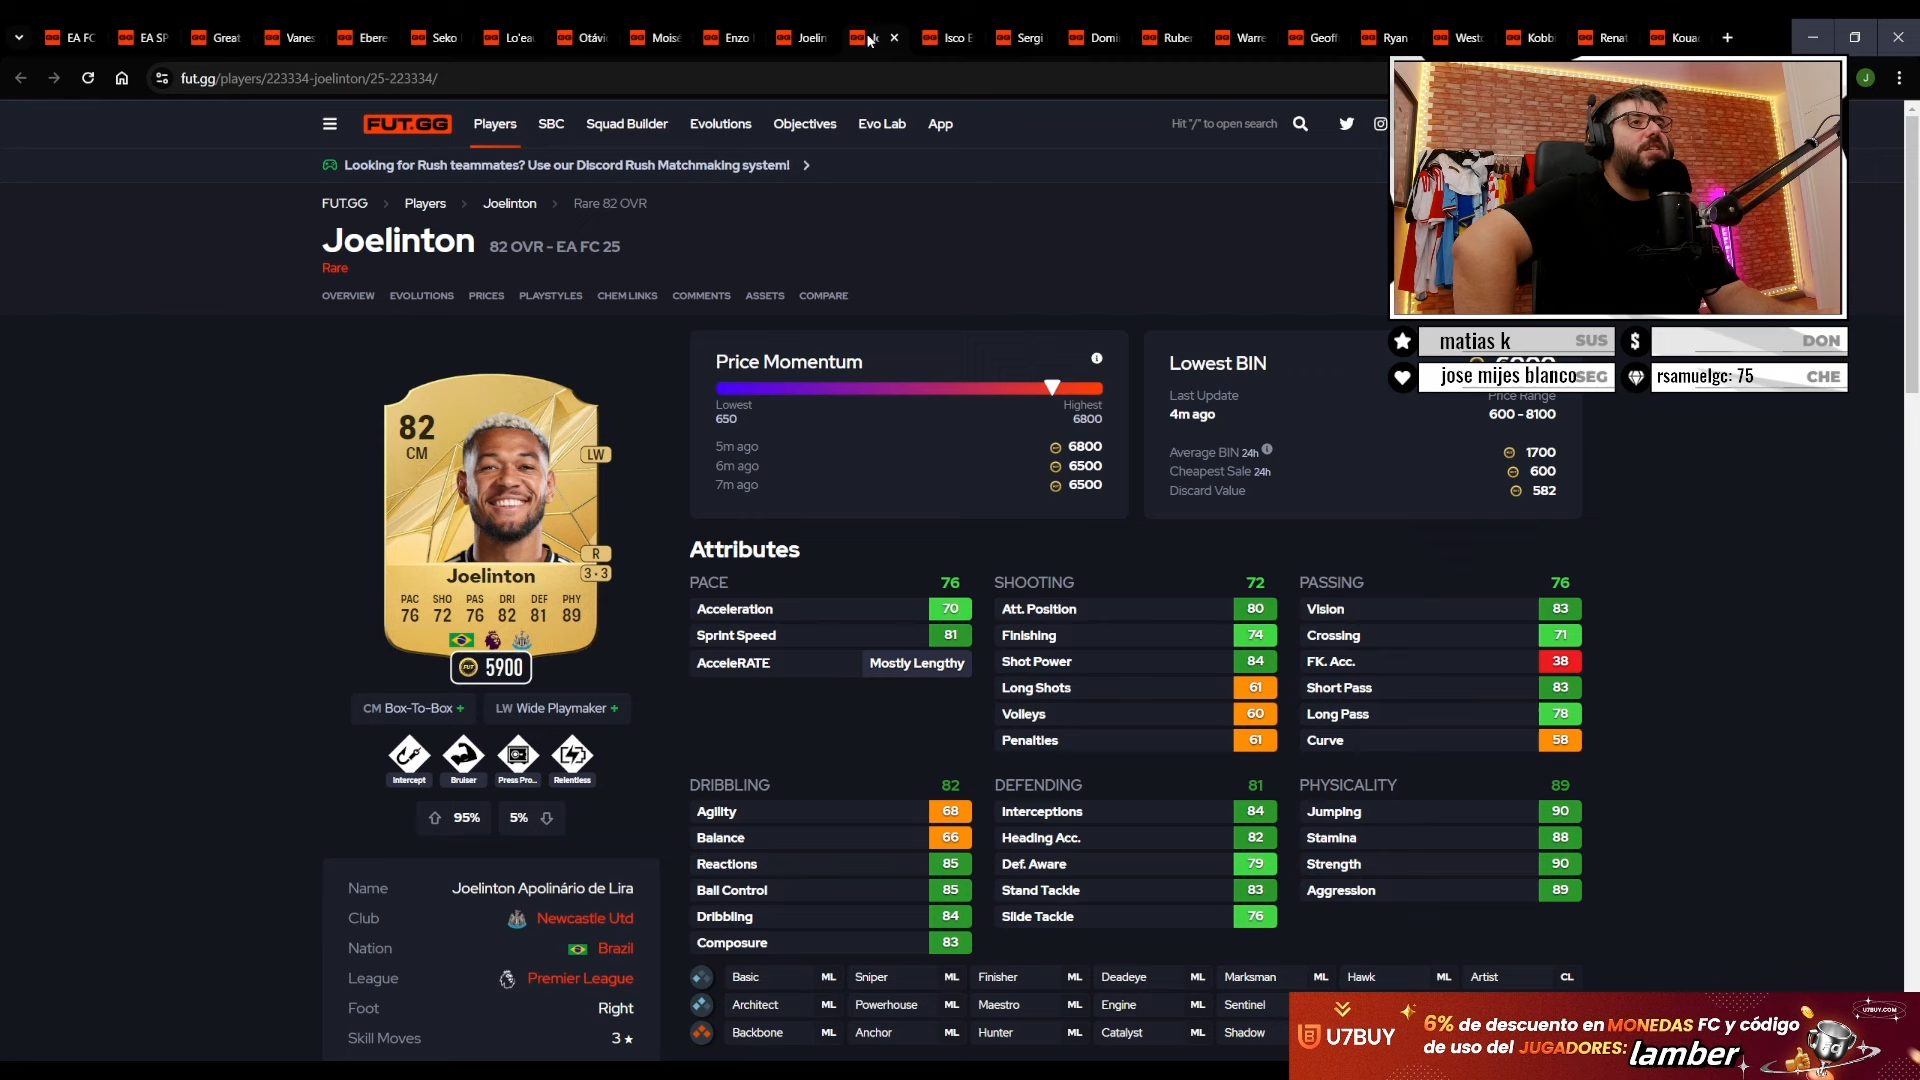 EA FC
EA SP
Great
Vanes
Ebere
Seko
Lo'eau
Otávi
Moisé
Enzo
Joelin
Isco E
Sergi
Domi
Ruber
Warre
Geoff
Ryan
West
Kobbi
Renat
Koua
fut.gg/players/223334-joelinton/25-223334/
J
FUT.GG
Players
SBC
Squad Builder
Evolutions
Objectives
Evo Lab
App
Hit "/" to open search
Looking for Rush teammates? Use our Discord Rush Matchmaking system!
FUT.GG > Players > Joelinton > Rare 82 OVR
Joelinton 82 OVR - EA FC 25
Rare
OVERVIEW EVOLUTIONS PRICES PLAYSTYLES CHEM LINKS COMMENTS ASSETS COMPARE
matias k SUS
DON
jose mijes blanco SEG
rsamuelgc: 75 CHE
82
CM
LW
R
3 • 3
Joelinton
PAC SHO PAS DRI DEF PHY
76 72 76 82 81 89
5900
CM Box-To-Box +
LW Wide Playmaker +
Intercept
Bruiser
Press Pro...
Relentless
95%
5%
Name Joelinton Apolinário de Lira
Club Newcastle Utd
Nation Brazil
League Premier League
Foot Right
Skill Moves 3
Price Momentum
Lowest Highest
650 6800
5m ago 6800
6m ago 6500
7m ago 6500
Lowest BIN
Last Update Price Range
4m ago 600 - 8100
Average BIN 24h 1700
Cheapest Sale 24h 600
Discard Value 582
Attributes
PACE 76
Acceleration 70
Sprint Speed 81
AcceleRATE Mostly Lengthy
SHOOTING 72
Att. Position 80
Finishing 74
Shot Power 84
Long Shots 61
Volleys 60
Penalties 61
PASSING 76
Vision 83
Crossing 71
FK. Acc. 38
Short Pass 83
Long Pass 78
Curve 58
DRIBBLING 82
Agility 68
Balance 66
Reactions 85
Ball Control 85
Dribbling 84
Composure 83
DEFENDING 81
Interceptions 84
Heading Acc. 82
Def. Aware 79
Stand Tackle 83
Slide Tackle 76
PHYSICALITY 89
Jumping 90
Stamina 88
Strength 90
Aggression 89
Basic ML Sniper ML Finisher ML Deadeye ML Marksman ML Hawk ML Artist CL
Architect ML Powerhouse ML Maestro ML Engine ML Sentinel
Backbone ML Anchor ML Hunter ML Catalyst ML Shadow
U7BUY
6% de descuento en MONEDAS FC y código
de uso del JUGADORES: lamber
U7BUY.COM